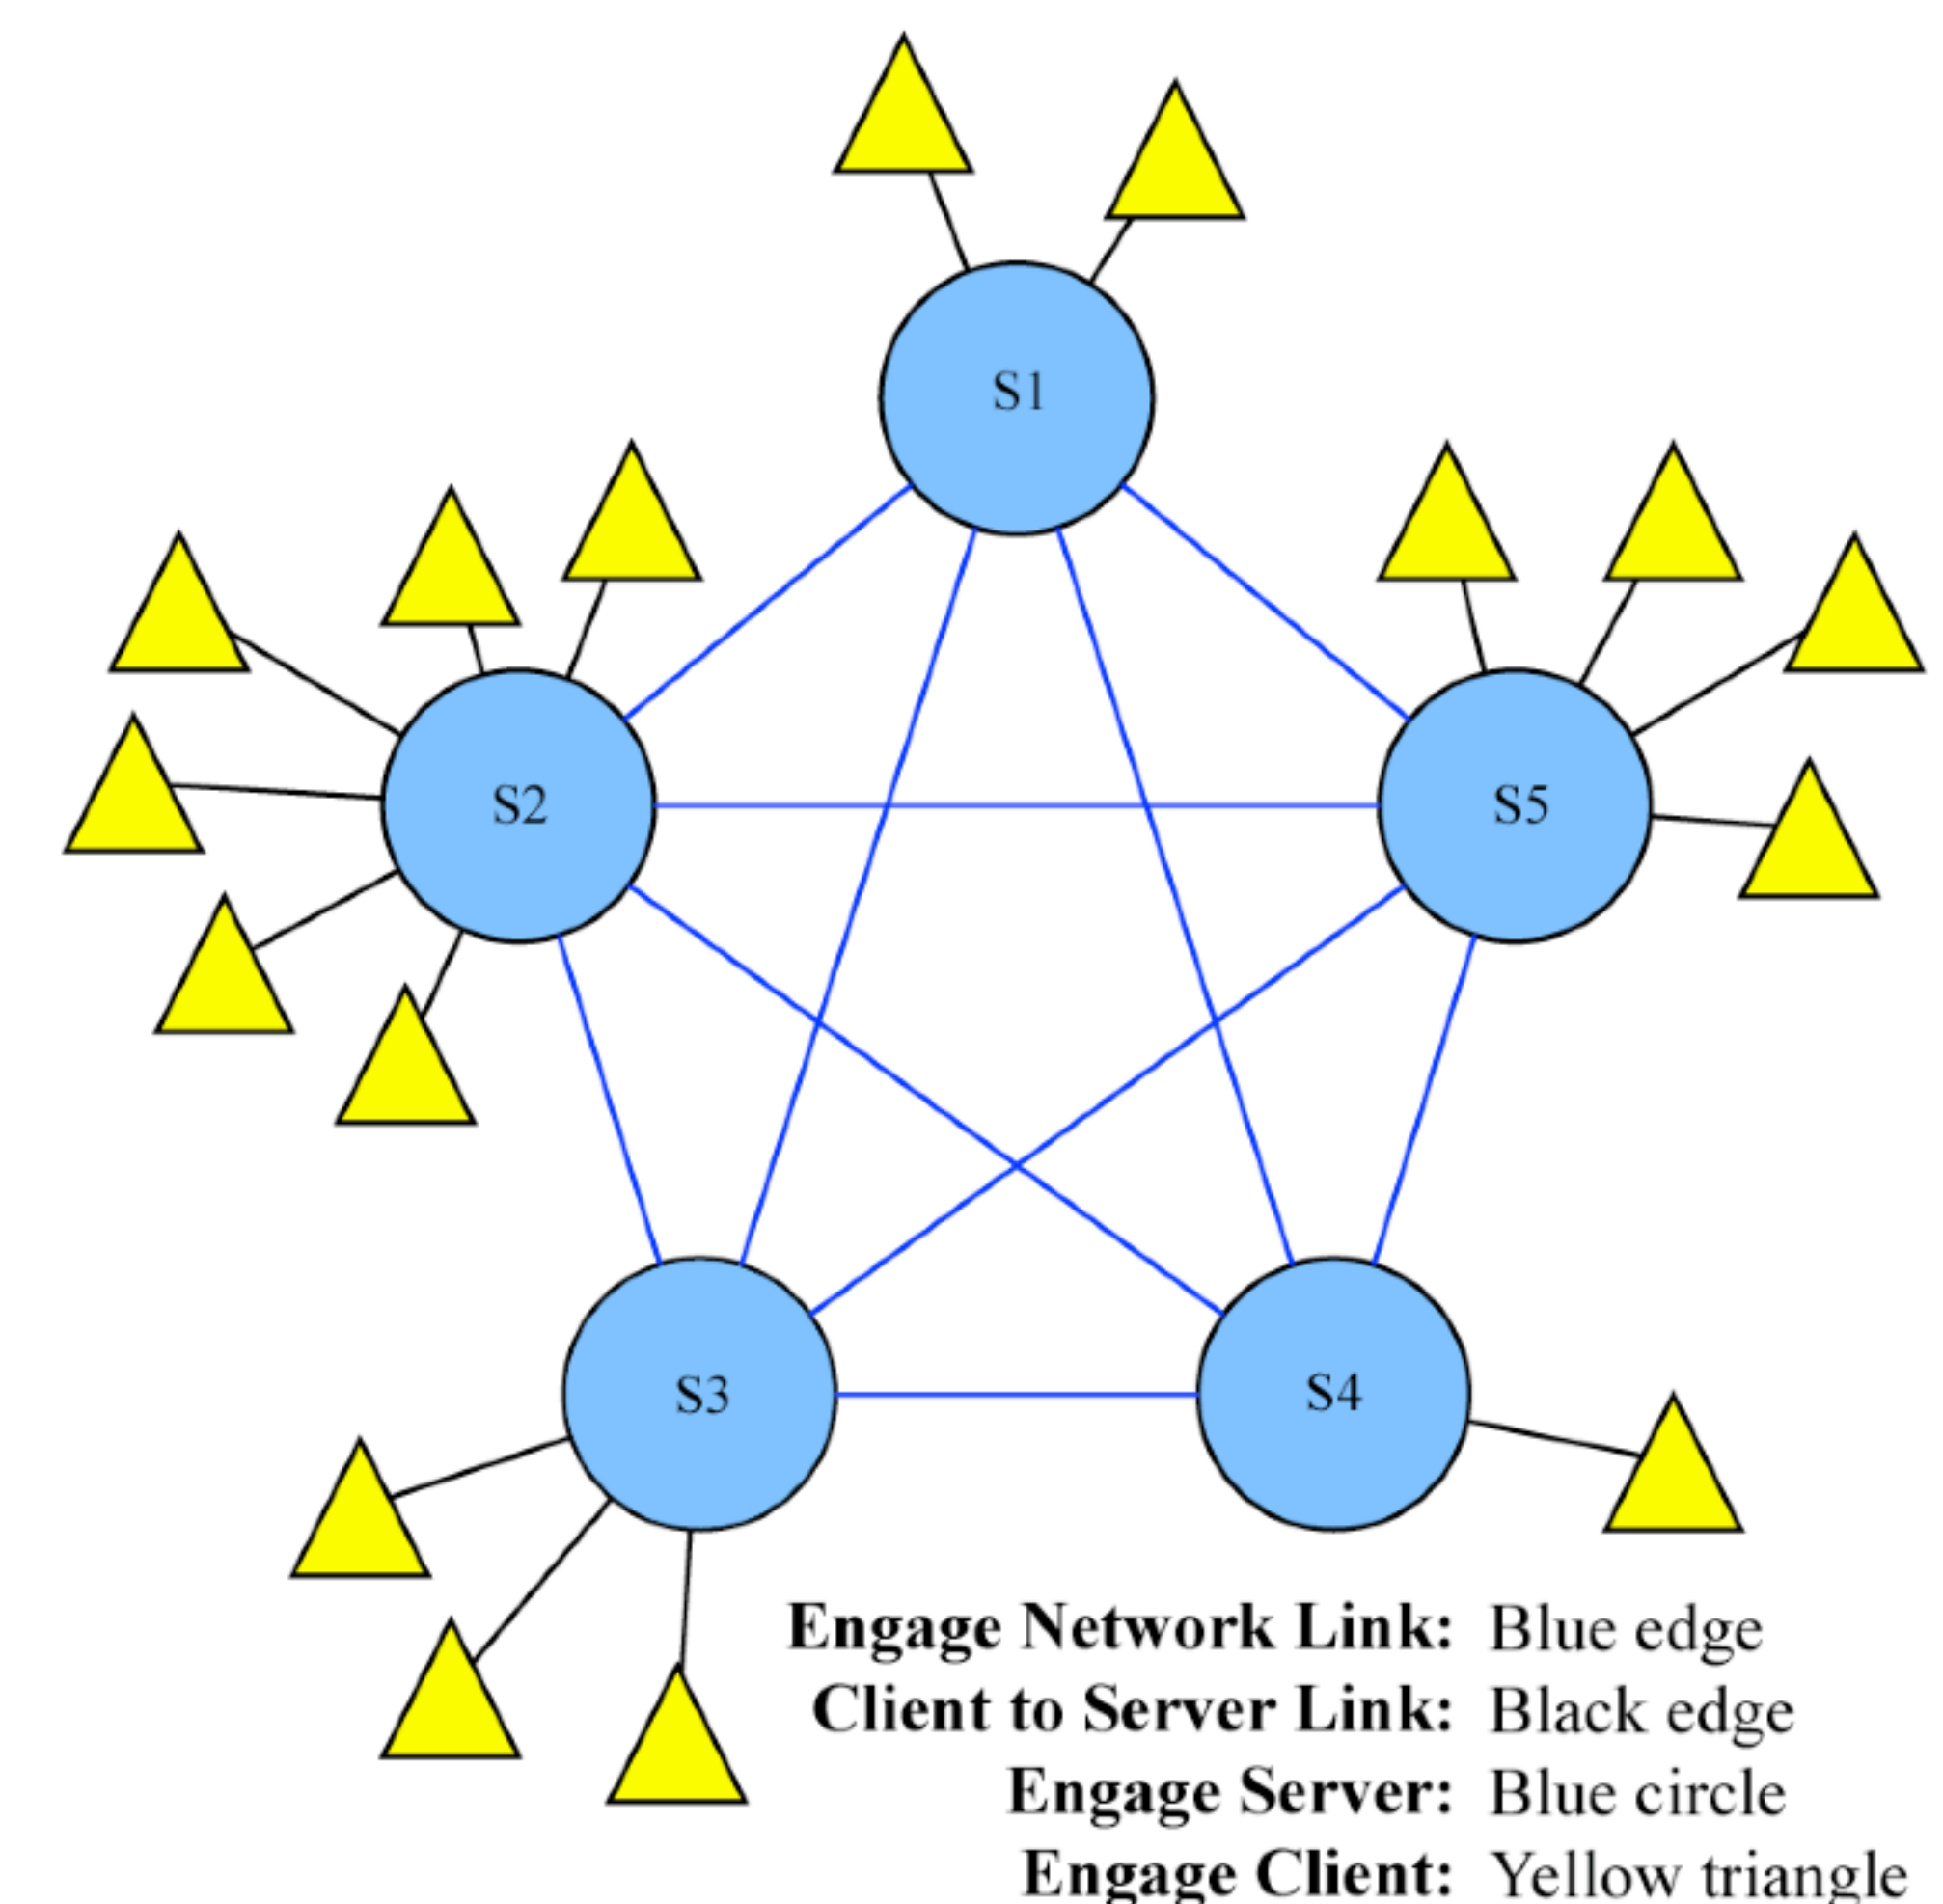 S1
S2
S5
S3
S4
Engage Network Link: Blue edge
Client to Server Link: Black edge
Engage Server: Blue circle
Engage Client: Yellow triangle